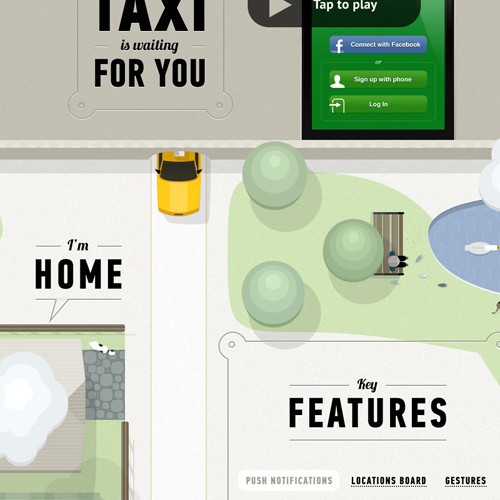 TAXI
is waiting
FOR YOU
Tap to play
Connect with Facebook
or
Sign up with phone
Log In
I'm
HOME
Key
FEATURES
PUSH NOTIFICATIONS LOCATIONS BOARD GESTURES